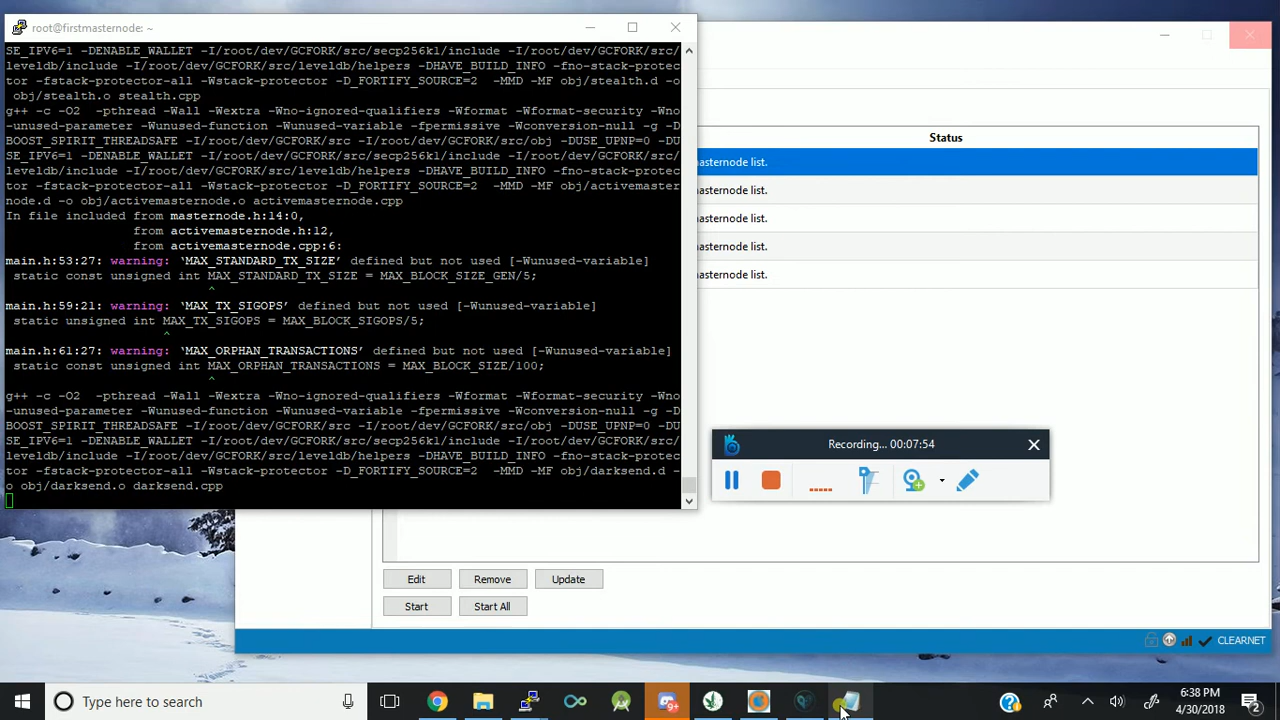 root@firstmasternode: ~
SE_IPV6=1 -DENABLE_WALLET -I/root/dev/GCFORK/src/secp256k1/include -I/root/dev/GCFORK/src/
leveldb/include -I/root/dev/GCFORK/src/leveldb/helpers -DHAVE_BUILD_INFO -fno-stack-protec
tor -fstack-protector-all -Wstack-protector -D_FORTIFY_SOURCE=2  -MMD -MF obj/stealth.d -o
 obj/stealth.o stealth.cpp
g++ -c -O2  -pthread -Wall -Wextra -Wno-ignored-qualifiers -Wformat -Wformat-security -Wno
-unused-parameter -Wunused-function -Wunused-variable -fpermissive -Wconversion-null -g -D
BOOST_SPIRIT_THREADSAFE -I/root/dev/GCFORK/src -I/root/dev/GCFORK/src/obj -DUSE_UPNP=0 -DU
SE_IPV6=1 -DENABLE_WALLET -I/root/dev/GCFORK/src/secp256k1/include -I/root/dev/GCFORK/src/
leveldb/include -I/root/dev/GCFORK/src/leveldb/helpers -DHAVE_BUILD_INFO -fno-stack-protec
tor -fstack-protector-all -Wstack-protector -D_FORTIFY_SOURCE=2  -MMD -MF obj/activemaster
node.d -o obj/activemasternode.o activemasternode.cpp
In file included from masternode.h:14:0,
                 from activemasternode.h:12,
                 from activemasternode.cpp:6:
main.h:53:27: warning: ‘MAX_STANDARD_TX_SIZE’ defined but not used [-Wunused-variable]
 static const unsigned int MAX_STANDARD_TX_SIZE = MAX_BLOCK_SIZE_GEN/5;
                           ^
main.h:59:21: warning: ‘MAX_TX_SIGOPS’ defined but not used [-Wunused-variable]
 static unsigned int MAX_TX_SIGOPS = MAX_BLOCK_SIGOPS/5;
                     ^
main.h:61:27: warning: ‘MAX_ORPHAN_TRANSACTIONS’ defined but not used [-Wunused-variable]
 static const unsigned int MAX_ORPHAN_TRANSACTIONS = MAX_BLOCK_SIZE/100;
                           ^
g++ -c -O2  -pthread -Wall -Wextra -Wno-ignored-qualifiers -Wformat -Wformat-security -Wno
-unused-parameter -Wunused-function -Wunused-variable -fpermissive -Wconversion-null -g -D
BOOST_SPIRIT_THREADSAFE -I/root/dev/GCFORK/src -I/root/dev/GCFORK/src/obj -DUSE_UPNP=0 -DU
SE_IPV6=1 -DENABLE_WALLET -I/root/dev/GCFORK/src/secp256k1/include -I/root/dev/GCFORK/src/
leveldb/include -I/root/dev/GCFORK/src/leveldb/helpers -DHAVE_BUILD_INFO -fno-stack-protec
tor -fstack-protector-all -Wstack-protector -D_FORTIFY_SOURCE=2  -MMD -MF obj/darksend.d -
o obj/darksend.o darksend.cpp
Status
asternode list.
asternode list.
asternode list.
asternode list.
asternode list.
Recording... 00:07:54
Edit
Remove
Update
Start
Start All
CLEARNET
Type here to search
9+
6:38 PM
4/30/2018
2